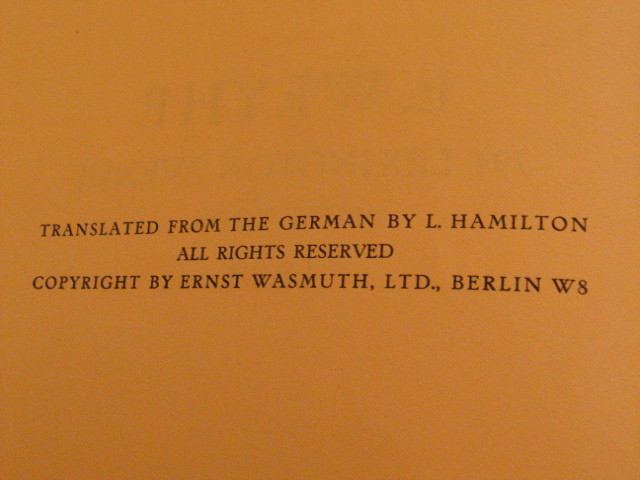 TRANSLATED FROM THE GERMAN BY L. HAMILTON
ALL RIGHTS RESERVED
COPYRIGHT BY ERNST WASMUTH, LTD., BERLIN W8